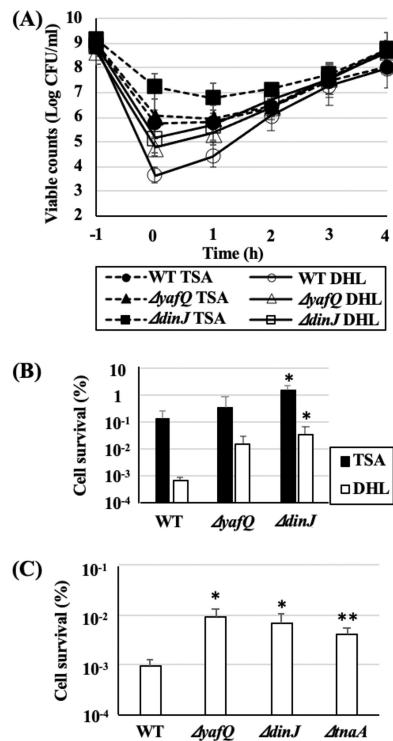 (A)
Viable counts (Log CFU/ml)
10
9
8
7
6
5
4
3
2
-1 0 1 2 3 4
Time (h)
WT TSA WT DHL
ΔyafQ TSA ΔyafQ DHL
ΔdinJ TSA ΔdinJ DHL
(B)
Cell survival (%)
10
1
10-1
10-2
10-3
10-4
* *
WT ΔyafQ ΔdinJ
TSA
DHL
(C)
Cell survival (%)
10-1
10-2
10-3
10-4
* * **
WT ΔyafQ ΔdinJ ΔtnaA